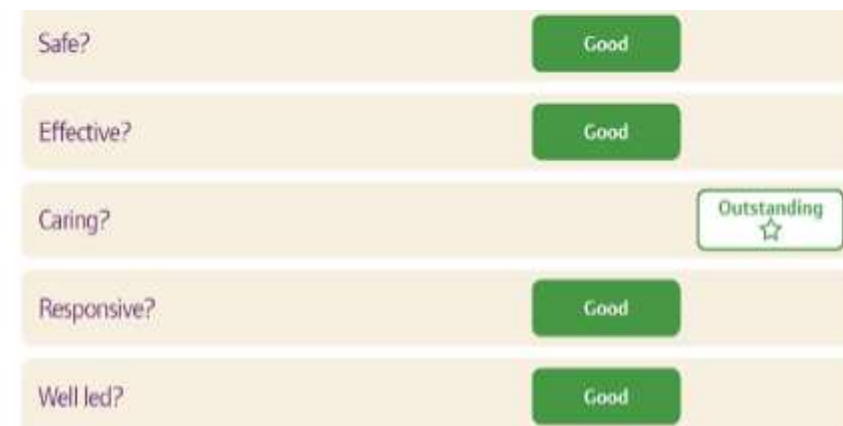 Safe? Good
Effective? Good
Caring? Outstanding
Responsive? Good
Well led? Good